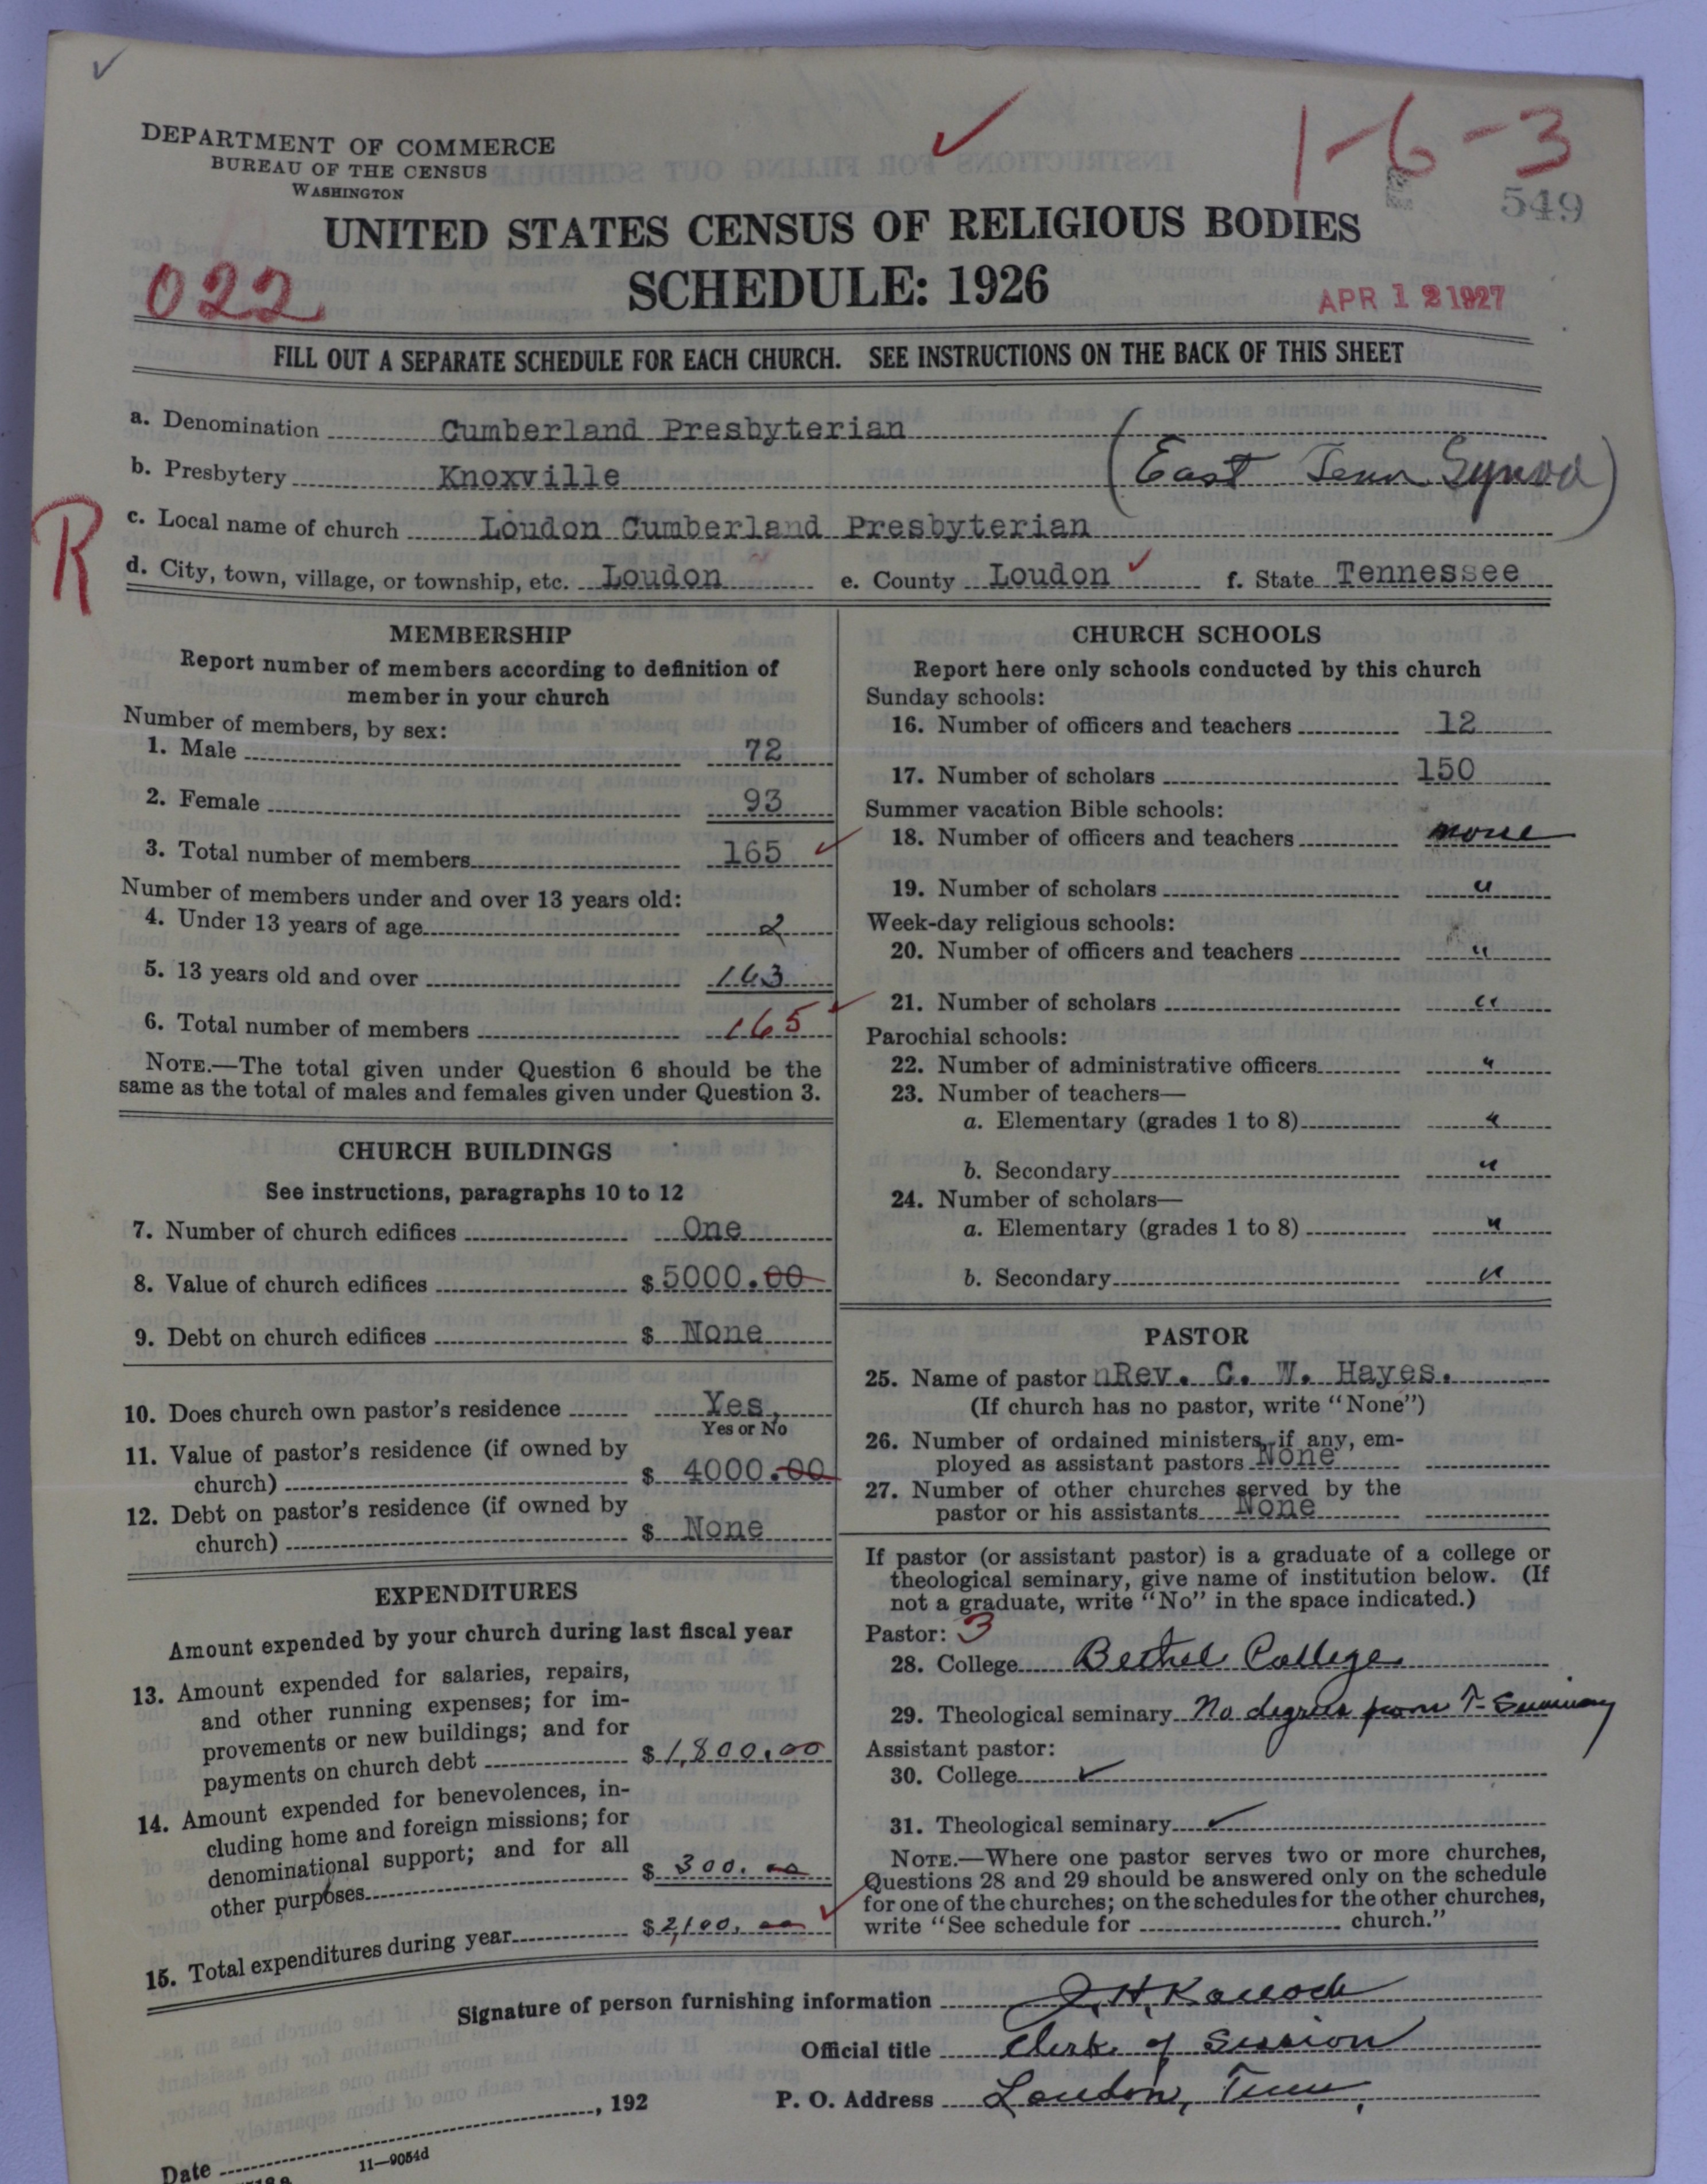 ✓
DEPARTMENT OF COMMERCE
BUREAU OF THE CENSUS
WASHINGTON
✓
1-6-3
549
UNITED STATES CENSUS OF RELIGIOUS BODIES
SCHEDULE: 1926
022
APR 12 1927
FILL OUT A SEPARATE SCHEDULE FOR EACH CHURCH. SEE INSTRUCTIONS ON THE BACK OF THIS SHEET
a. Denomination Cumberland Presbyterian
b. Presbytery Knoxville (East Tenn Synod)
R
c. Local name of church Loudon Cumberland Presbyterian
d. City, town, village, or township, etc. Loudon e. County Loudon ✓ f. State Tennessee
MEMBERSHIP
Report number of members according to definition of
member in your church
Number of members, by sex:
1. Male 72
2. Female 93
3. Total number of members 165 ✓
Number of members under and over 13 years old:
4. Under 13 years of age 2
5. 13 years old and over 163
6. Total number of members 165 ✓
NOTE.—The total given under Question 6 should be the
same as the total of males and females given under Question 3.
CHURCH BUILDINGS
See instructions, paragraphs 10 to 12
7. Number of church edifices One
8. Value of church edifices $5000.00
9. Debt on church edifices $ None
10. Does church own pastor's residence Yes,
Yes or No
11. Value of pastor's residence (if owned by
church) $ 4000.00
12. Debt on pastor's residence (if owned by
church) $ None
EXPENDITURES
Amount expended by your church during last fiscal year
13. Amount expended for salaries, repairs,
and other running expenses; for im-
provements or new buildings; and for
payments on church debt $1,800.00
14. Amount expended for benevolences, in-
cluding home and foreign missions; for
denominational support; and for all
other purposes $ 300.00
15. Total expenditures during year $2,100.00 ✓
CHURCH SCHOOLS
Report here only schools conducted by this church
Sunday schools:
16. Number of officers and teachers 12
17. Number of scholars 150
Summer vacation Bible schools:
18. Number of officers and teachers none
19. Number of scholars "
Week-day religious schools:
20. Number of officers and teachers "
21. Number of scholars "
Parochial schools:
22. Number of administrative officers "
23. Number of teachers—
a. Elementary (grades 1 to 8) "
b. Secondary "
24. Number of scholars—
a. Elementary (grades 1 to 8) "
b. Secondary "
PASTOR
25. Name of pastor nRev. C. W. Hayes.
(If church has no pastor, write "None")
26. Number of ordained ministers, if any, em-
ployed as assistant pastors None
27. Number of other churches served by the
pastor or his assistants None
If pastor (or assistant pastor) is a graduate of a college or
theological seminary, give name of institution below. (If
not a graduate, write "No" in the space indicated.)
Pastor: 3
28. College Bethel College
29. Theological seminary No degrees from T- Seminary
Assistant pastor:
30. College ✓
31. Theological seminary ✓
NOTE.—Where one pastor serves two or more churches,
Questions 28 and 29 should be answered only on the schedule
for one of the churches; on the schedules for the other churches,
write "See schedule for church."
Signature of person furnishing information J. H.
Official title Clerk of Session
P. O. Address Loudon, Tenn.
Date , 192
11—9054d